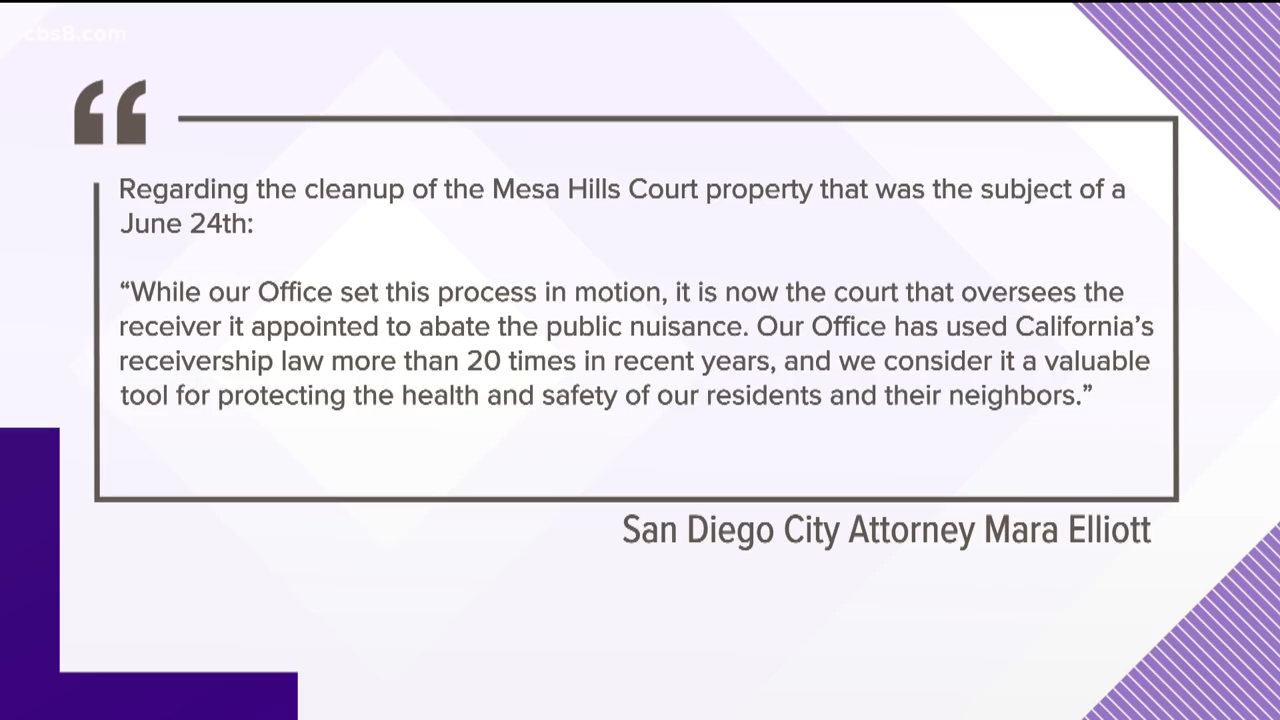 cbs8.com
“
Regarding the cleanup of the Mesa Hills Court property that was the subject of a
June 24th:
“While our Office set this process in motion, it is now the court that oversees the
receiver it appointed to abate the public nuisance. Our Office has used California’s
receivership law more than 20 times in recent years, and we consider it a valuable
tool for protecting the health and safety of our residents and their neighbors.”
San Diego City Attorney Mara Elliott